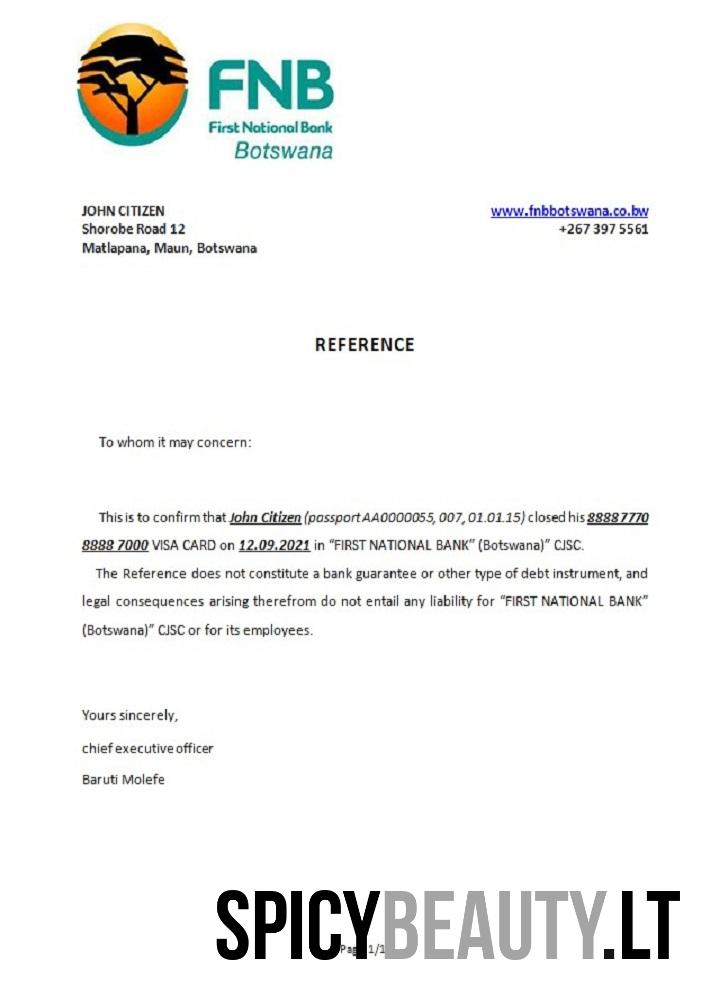 FNB
First National Bank
Botswana
JOHN CITIZEN
Shorobe Road 12
Matlapana, Maun, Botswana
www.fnbbotswana.co.bw
+267 397 5561
REFERENCE
To whom it may concern:
This is to confirm that John Citizen (passport AA0000055, 007, 01.01.15) closed his 8888 7770
8888 7000 VISA CARD on 12.09.2021 in “FIRST NATIONAL BANK” (Botswana)” CJSC.
The Reference does not constitute a bank guarantee or other type of debt instrument, and
legal consequences arising therefrom do not entail any liability for “FIRST NATIONAL BANK”
(Botswana)” CJSC or for its employees.
Yours sincerely,
chief executive officer
Baruti Molefe
SPICYBEAUTY.LT
1/1